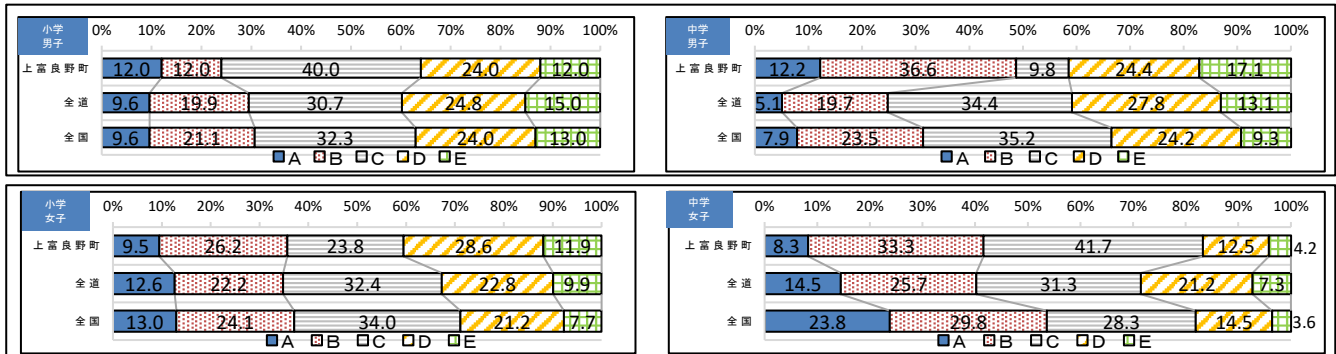 小学
男子
0% 10% 20% 30% 40% 50% 60% 70% 80% 90% 100%
上富良野町 12.0 12.0 40.0 24.0 12.0
全道 9.6 19.9 30.7 24.8 15.0
全国 9.6 21.1 32.3 24.0 13.0
A B C D E
中学
男子
0% 10% 20% 30% 40% 50% 60% 70% 80% 90% 100%
上富良野町 12.2 36.6 9.8 24.4 17.1
全道 5.1 19.7 34.4 27.8 13.1
全国 7.9 23.5 35.2 24.2 9.3
A B C D E
小学
女子
0% 10% 20% 30% 40% 50% 60% 70% 80% 90% 100%
上富良野町 9.5 26.2 23.8 28.6 11.9
全道 12.6 22.2 32.4 22.8 9.9
全国 13.0 24.1 34.0 21.2 7.7
A B C D E
中学
女子
0% 10% 20% 30% 40% 50% 60% 70% 80% 90% 100%
上富良野町 8.3 33.3 41.7 12.5 4.2
全道 14.5 25.7 31.3 21.2 7.3
全国 23.8 29.8 28.3 14.5 3.6
A B C D E